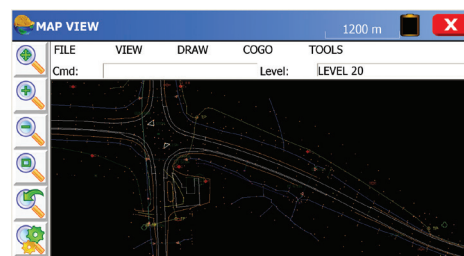 MAP VIEW 1200 m X
FILE VIEW DRAW COGO TOOLS
Cmd: Level: LEVEL 20